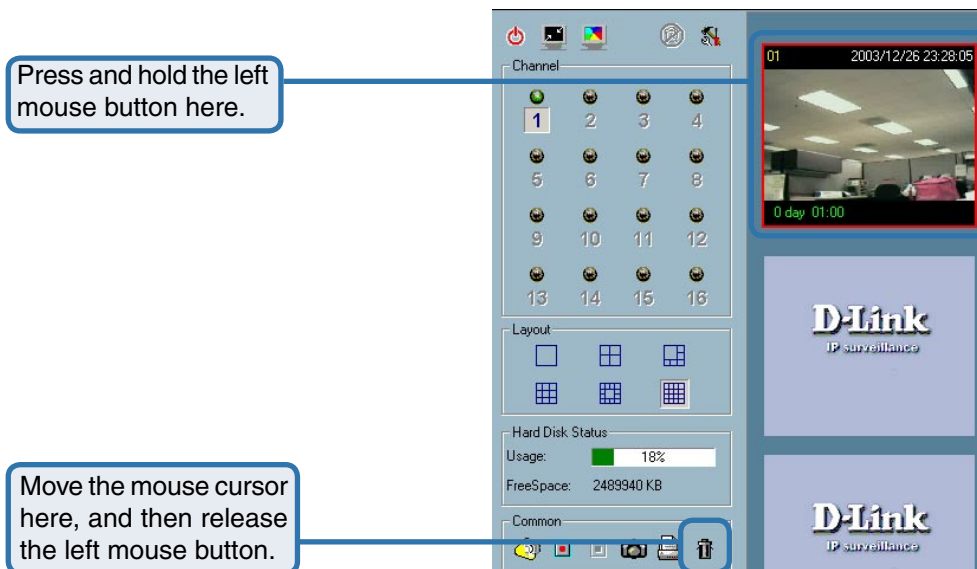 Press and hold the left
mouse button here.
Channel
1 2 3 4
5 6 7 8
9 10 11 12
13 14 15 16
Layout
Hard Disk Status
Usage: 18%
FreeSpace: 2489940 KB
Common
Move the mouse cursor
here, and then release
the left mouse button.
01 2003/12/26 23:28:05
0 day 01:00
D-Link
IP surveillance
D-Link
IP surveillance